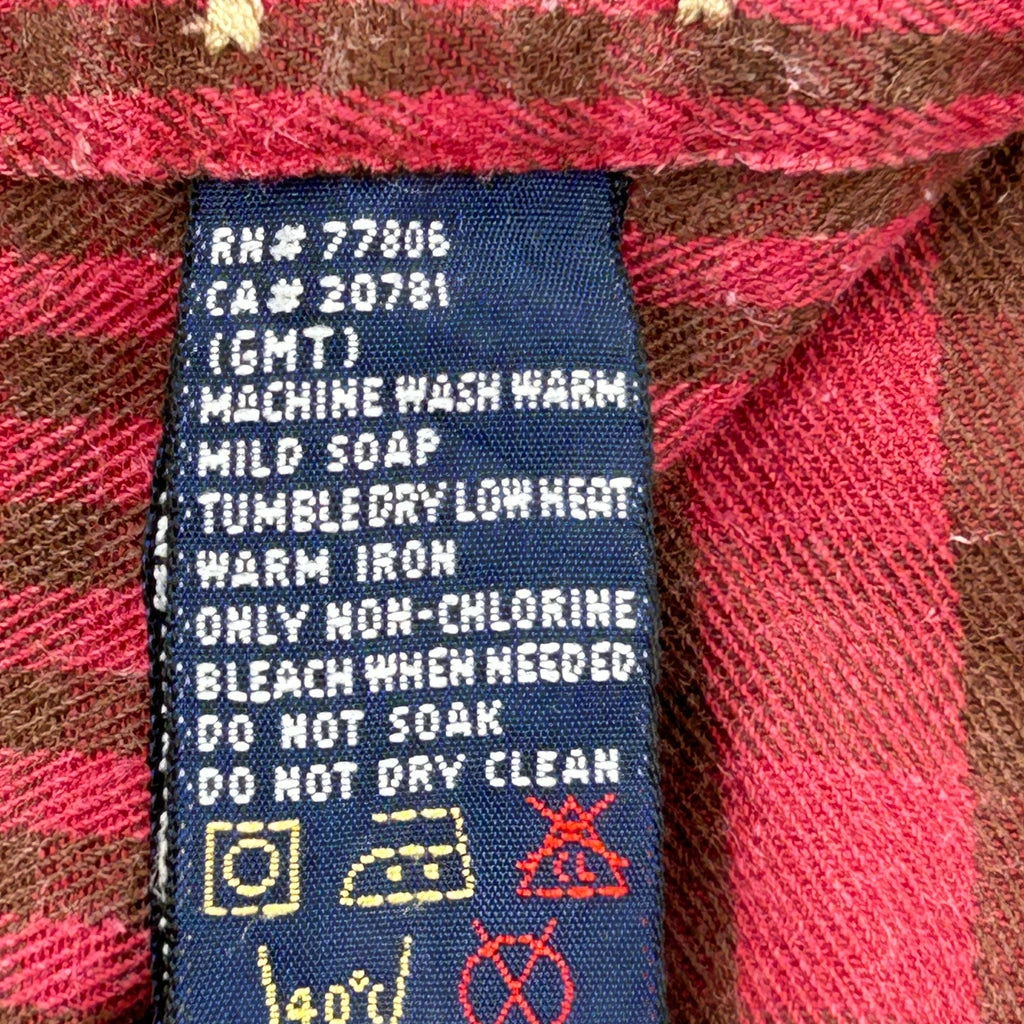 RN# 77806
CA# 20781
(GMT)
MACHINE WASH WARM
MILD SOAP
TUMBLE DRY LOW HEAT
WARM IRON
ONLY NON-CHLORINE
BLEACH WHEN NEEDED
DO NOT SOAK
DO NOT DRY CLEAN
CL
40°C